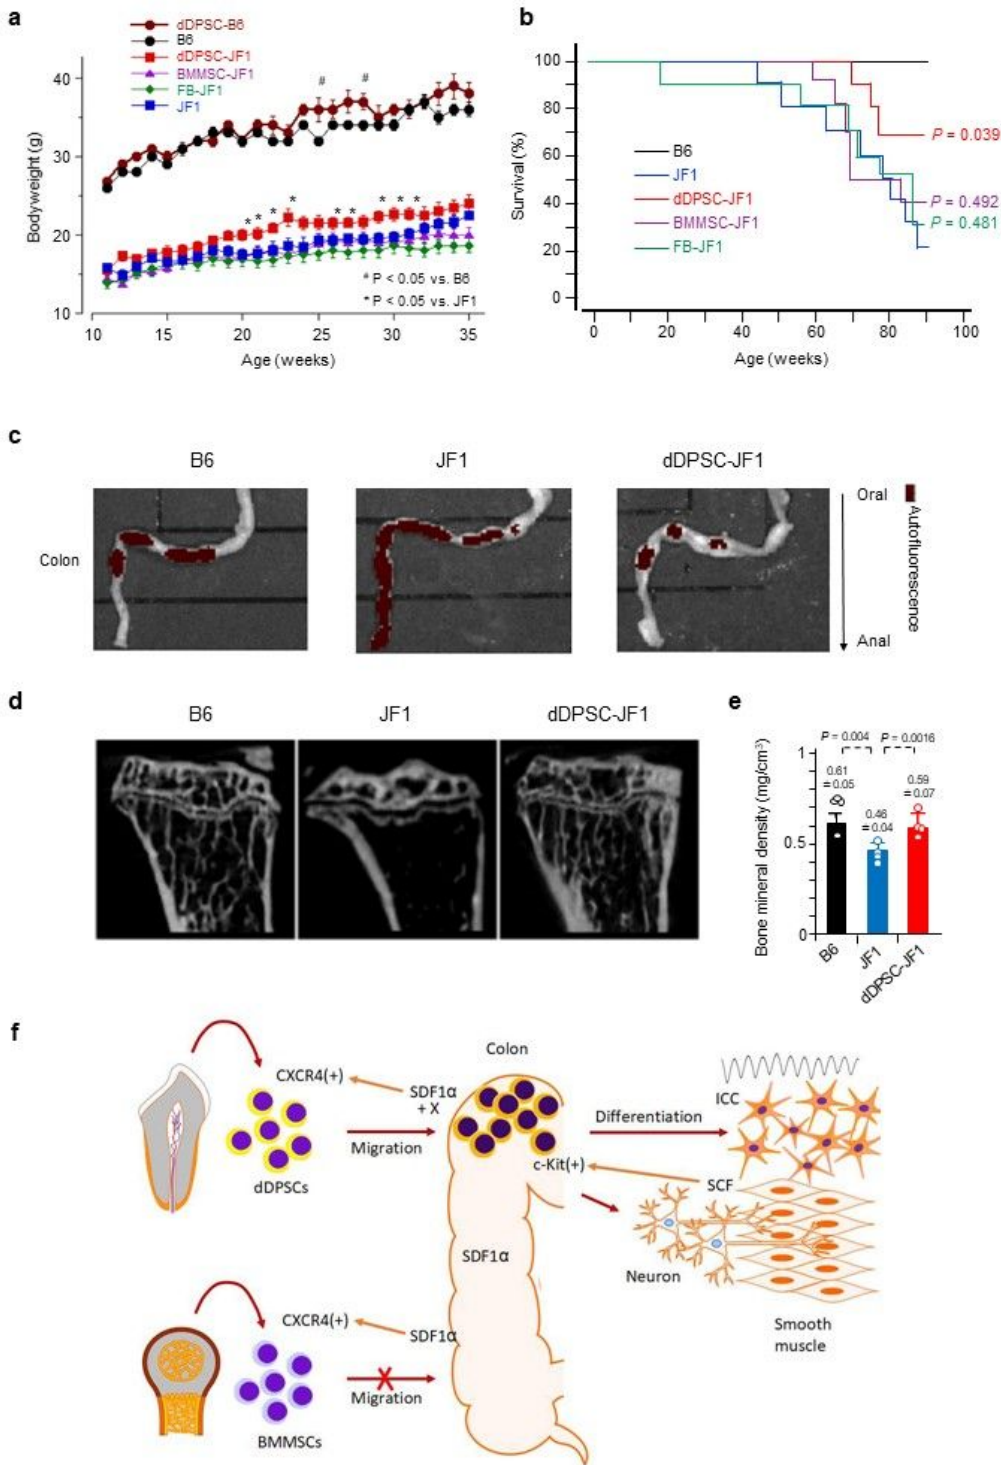 a
dDPSC-B6
B6
dDPSC-JF1
BMMSC-JF1
FB-JF1
JF1
40
30
20
10
Bodyweight (g)
# #
* * * * * * * * *
# P < 0.05 vs. B6
* P < 0.05 vs. JF1
10 15 20 25 30 35
Age (weeks)
b
100
80
60
40
20
0
Survival (%)
B6
JF1
dDPSC-JF1
BMMSC-JF1
FB-JF1
P = 0.039
P = 0.492
P = 0.481
0 20 40 60 80 100
Age (weeks)
c
B6 JF1 dDPSC-JF1
Colon
Oral
Anal
Autofluorescence
d
B6 JF1 dDPSC-JF1
e
P = 0.004 P = 0.0016
1
0.5
0
Bone mineral density (mg/cm³)
0.61
=0.05
0.46
=0.04
0.59
=0.07
B6 JF1 dDPSC-JF1
f
CXCR4(+)
SDF1α
+ X
dDPSCs
Migration
Colon
c-Kit(+)
Differentiation
ICC
SCF
SDF1α
Neuron
Smooth
muscle
CXCR4(+)
SDF1α
Migration
BMMSCs